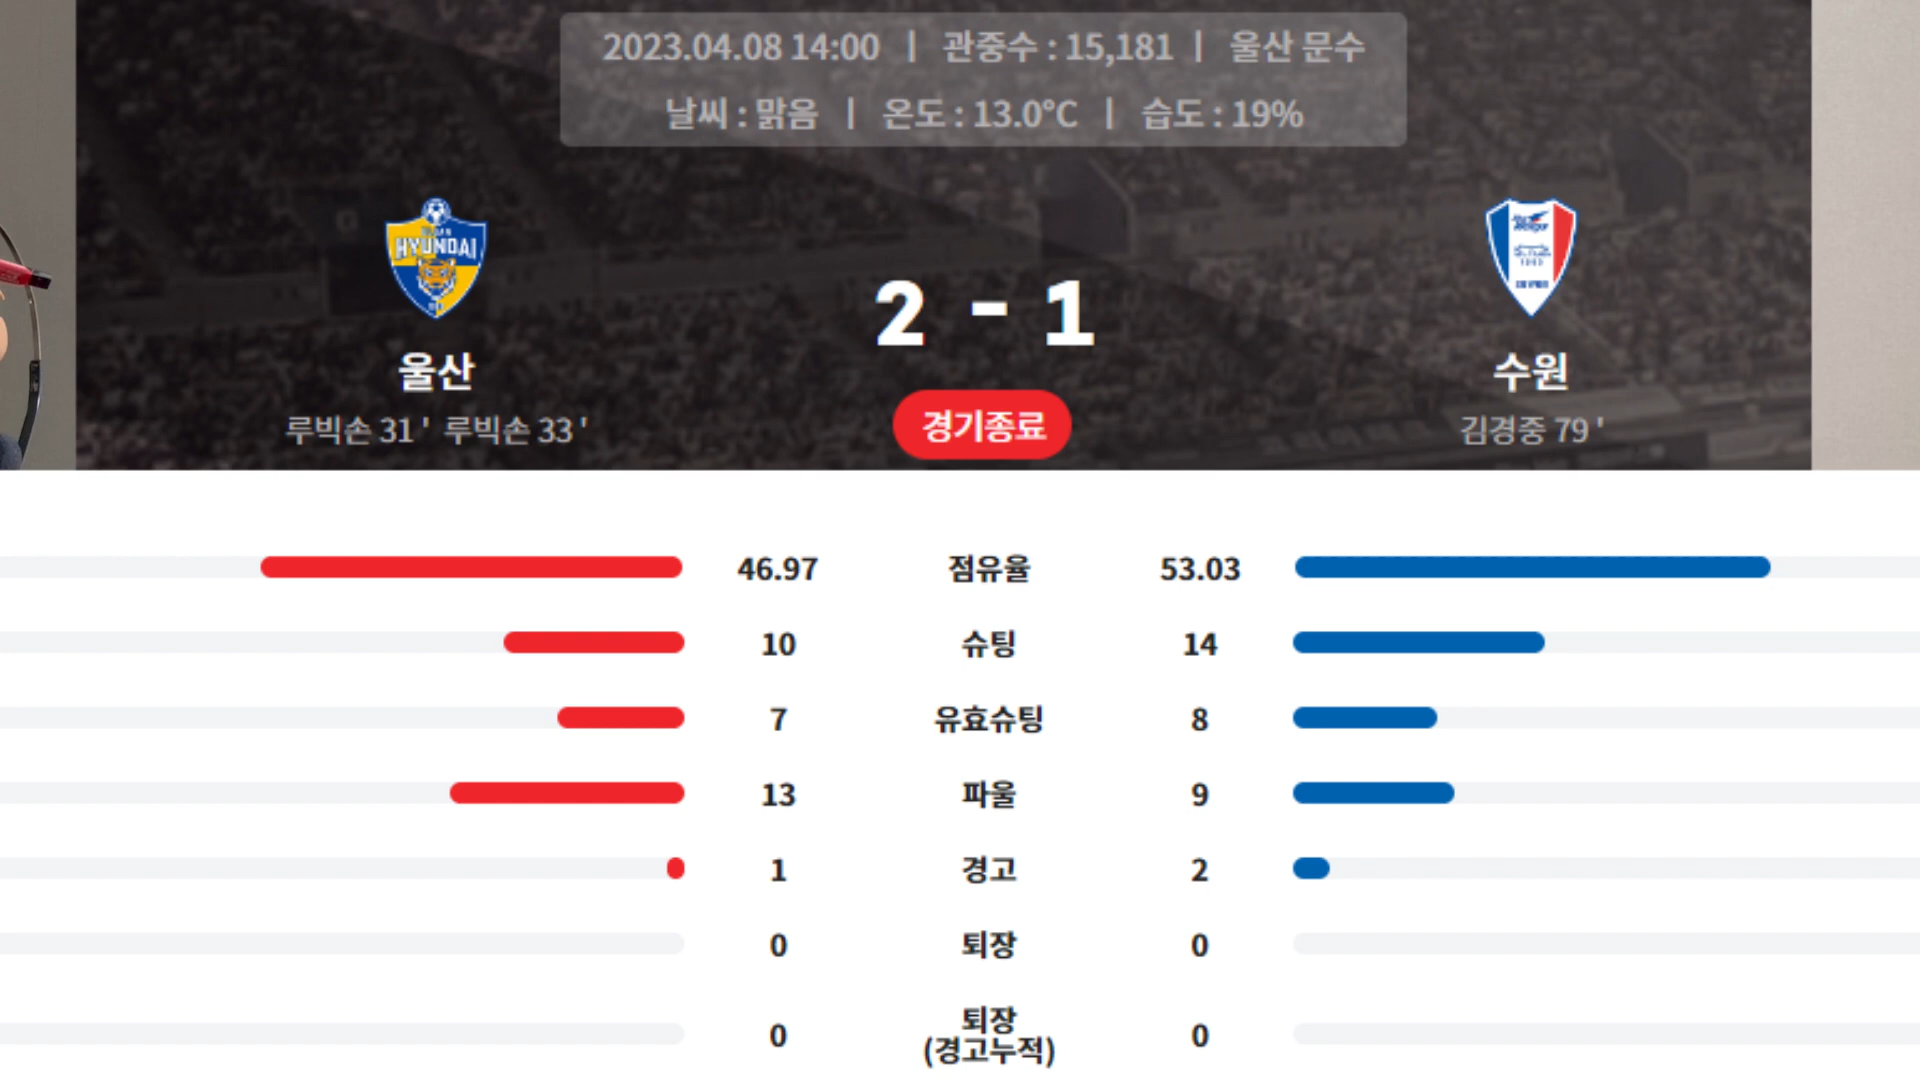 2023.04.08 14:00 | 관중수 : 15,181 | 울산 문수
날씨 : 맑음 | 온도 : 13.0°C | 습도 : 19%
HYUNDAI
2 - 1
울산
수원
루빅손 31 ' 루빅손 33 '
경기종료
김경중 79 '
46.97 점유율 53.03
10 슈팅 14
7 유효슈팅 8
13 파울 9
1 경고 2
0 퇴장 0
0 퇴장 (경고누적) 0